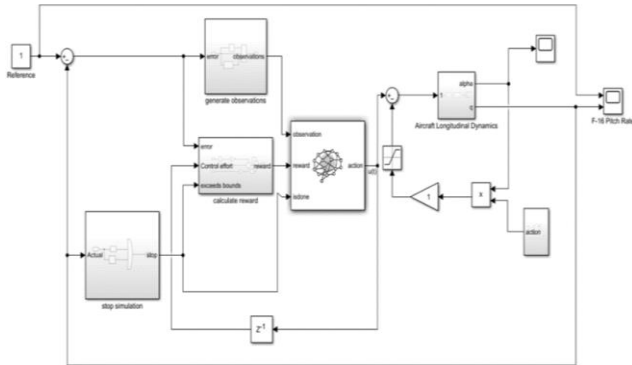 1
Reference
error
observations
generate observations
error
Control effort
exceeds bounds
reward
calculate reward
observation
reward
isdone
action
u(t)
alpha
q
Aircraft Longitudinal Dynamics
F-16 Pitch Rate
1
x
action
Actual
stop
stop simulation
Z-1